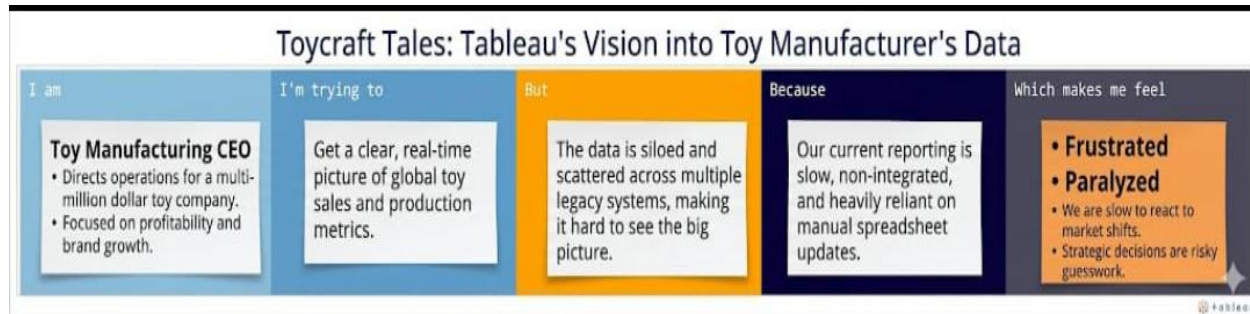 Toycraft Tales: Tableau's Vision into Toy Manufacturer's Data
I am
Toy Manufacturing CEO
• Directs operations for a multi-
million dollar toy company.
• Focused on profitability and
brand growth.
I'm trying to
Get a clear, real-time
picture of global toy
sales and production
metrics.
But
The data is siloed and
scattered across multiple
legacy systems, making
it hard to see the big
picture.
Because
Our current reporting is
slow, non-integrated,
and heavily reliant on
manual spreadsheet
updates.
Which makes me feel
• Frustrated
• Paralyzed
• We are slow to react to
market shifts.
• Strategic decisions are risky
guesswork.